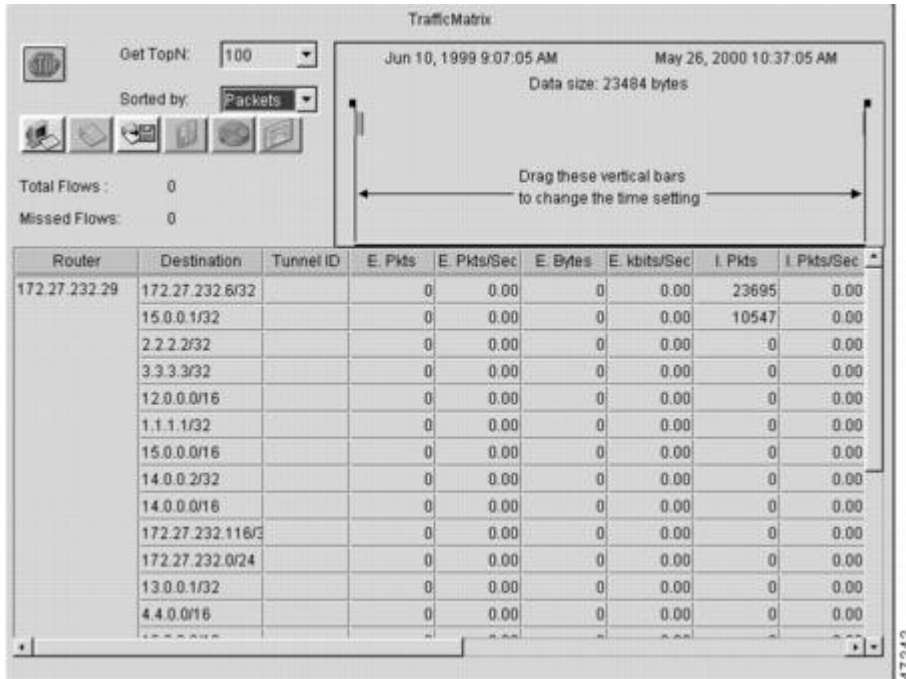 TrafficMatrix
Get TopN: 100
Sorted by: Packets
Jun 10, 1999 9:07:05 AM May 26, 2000 10:37:05 AM
Data size: 23484 bytes
Drag these vertical bars
to change the time setting
Total Flows : 0
Missed Flows: 0
Router Destination Tunnel ID E. Pkts E. Pkts/Sec E. Bytes E. kbits/Sec I. Pkts I. Pkts/Sec
172.27.232.29 172.27.232.6/32 0 0.00 0 0.00 23695 0.00
15.0.0.1/32 0 0.00 0 0.00 10547 0.00
2.2.2.2/32 0 0.00 0 0.00 0 0.00
3.3.3.3/32 0 0.00 0 0.00 0 0.00
12.0.0.0/16 0 0.00 0 0.00 0 0.00
1.1.1.1/32 0 0.00 0 0.00 0 0.00
15.0.0.0/16 0 0.00 0 0.00 0 0.00
14.0.0.2/32 0 0.00 0 0.00 0 0.00
14.0.0.0/16 0 0.00 0 0.00 0 0.00
172.27.232.116/3 0 0.00 0 0.00 0 0.00
172.27.232.0/24 0 0.00 0 0.00 0 0.00
13.0.0.1/32 0 0.00 0 0.00 0 0.00
4.4.0.0/16 0 0.00 0 0.00 0 0.00